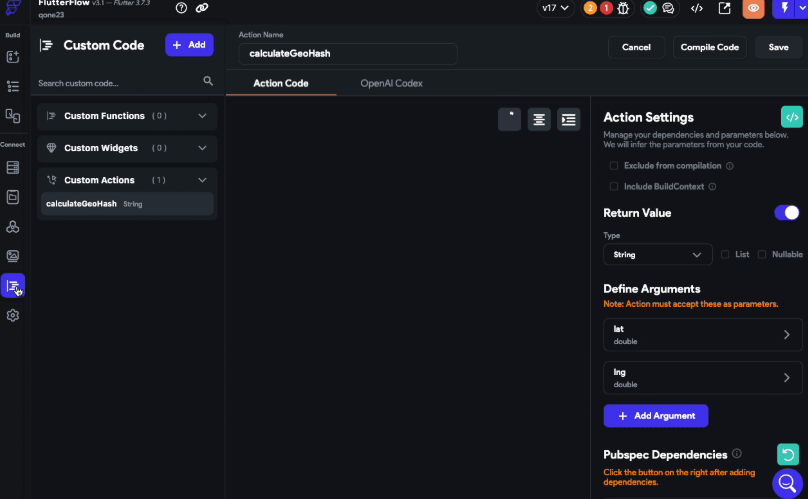 FlutterFlow v3.1 — Flutter 3.7.3
qone23
v17
2
1
Build
Connect
Custom Code
+ Add
Search custom code...
Custom Functions (0)
Custom Widgets (0)
Custom Actions (1)
calculateGeoHash String
Action Name
calculateGeoHash
Cancel
Compile Code
Save
Action Code
OpenAI Codex
Action Settings
Manage your dependencies and parameters below.
We will infer the parameters from your code.
Exclude from compilation
Include BuildContext
Return Value
Type
String
List
Nullable
Define Arguments
Note: Action must accept these as parameters.
lat
double
lng
double
+ Add Argument
Pubspec Dependencies
Click the button on the right after adding
dependencies.